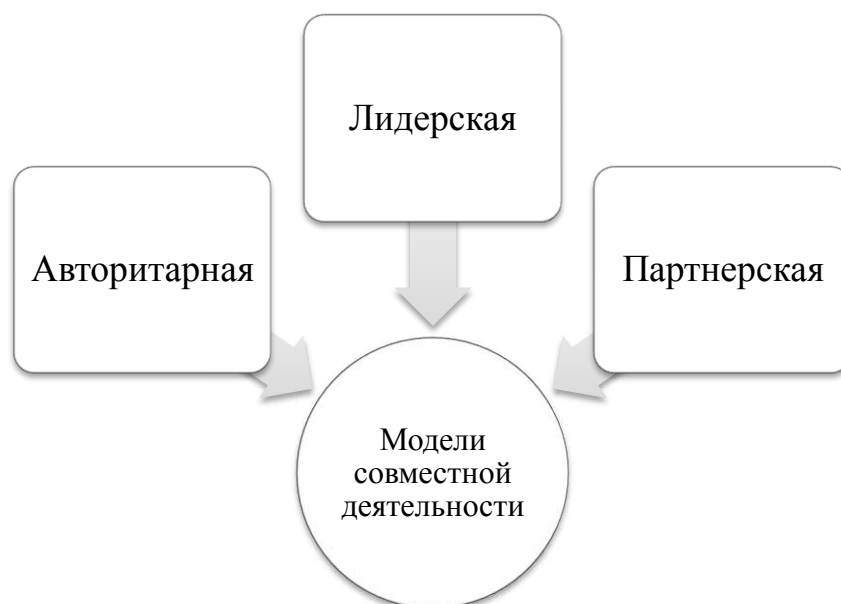 Лидерская
Авторитарная
Партнерская
Модели
совместной
деятельности